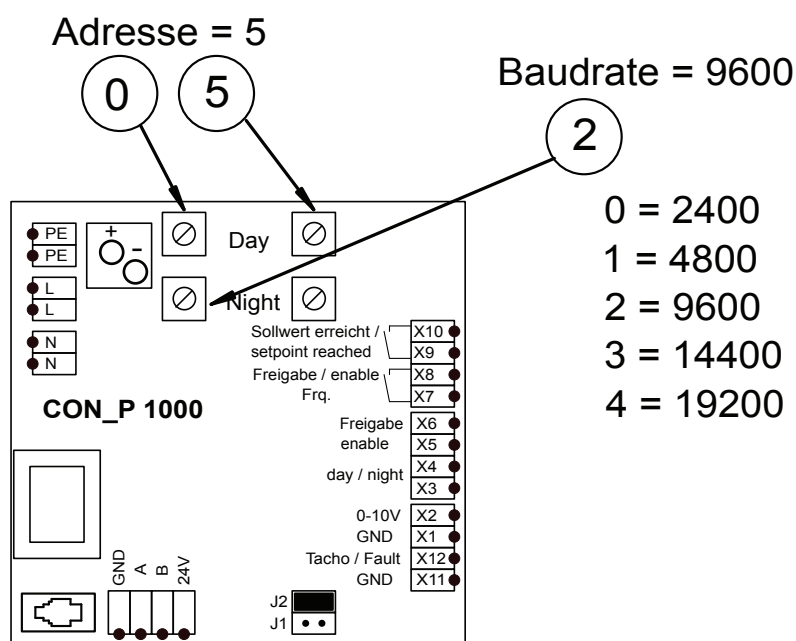 Adresse = 5
0 5
Baudrate = 9600
2
0 = 2400
1 = 4800
2 = 9600
3 = 14400
4 = 19200
PE
PE
+ -
Day
L
L
Night
N
N
Sollwert erreicht / X10
setpoint reached X9
Freigabe / enable X8
Frq. X7
CON_P 1000
Freigabe X6
enable X5
day / night X4
X3
0-10V X2
GND X1
Tacho / Fault X12
GND X11
GND A B 24V
J2
J1